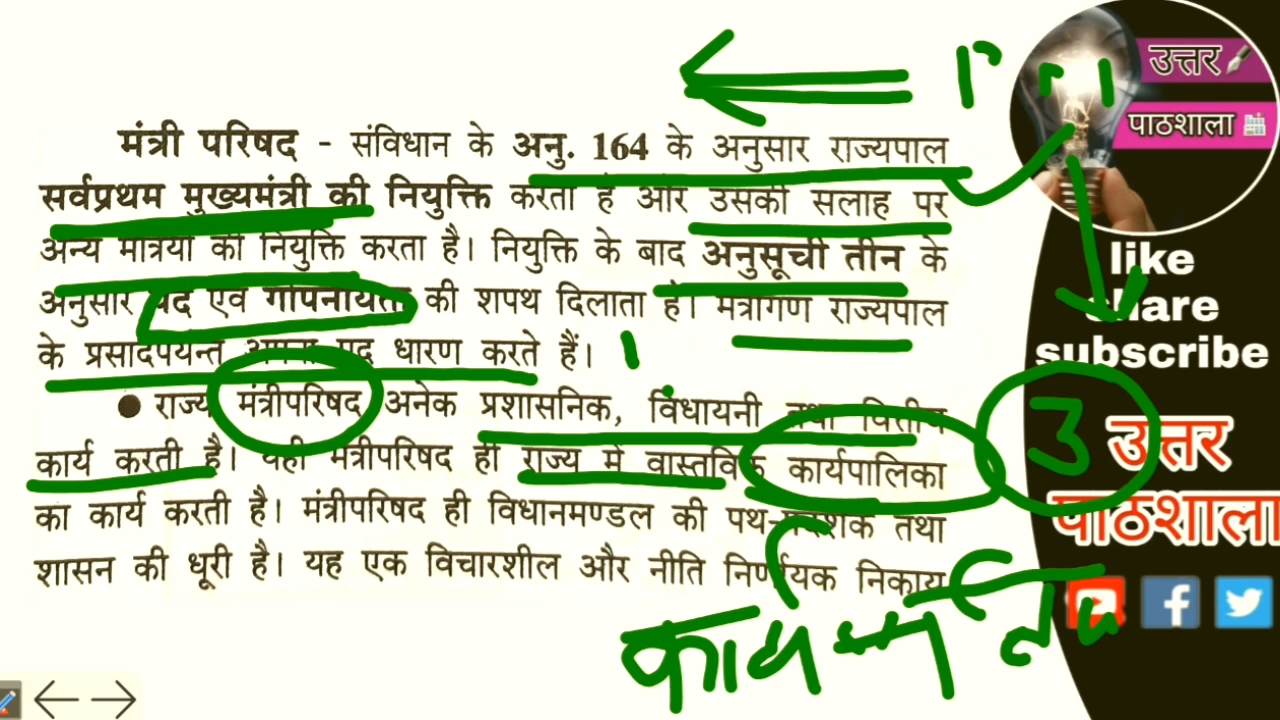 मंत्री परिषद - संविधान के अनु. 164 के अनुसार राज्यपाल
सर्वप्रथम मुख्यमंत्री की नियुक्ति करता है और उसकी सलाह पर
अन्य मंत्रियों की नियुक्ति करता है। नियुक्ति के बाद अनुसूची तीन के
अनुसार पद एवं गोपनीयता की शपथ दिलाता है। मंत्रीगण राज्यपाल
के प्रसादपर्यन्त अपना पद धारण करते हैं।
● राज्य मंत्रीपरिषद अनेक प्रशासनिक, विधायनी तथा वित्तीय
कार्य करती है। यही मंत्रीपरिषद ही राज्य में वास्तविक कार्यपालिका
का कार्य करती है। मंत्रीपरिषद ही विधानमण्डल की पथ-प्रदर्शक तथा
शासन की धूरी है। यह एक विचारशील और नीति निर्णायक निकाय
उत्तर
पाठशाला
like
share
subscribe
3
उत्तर
पाठशाला